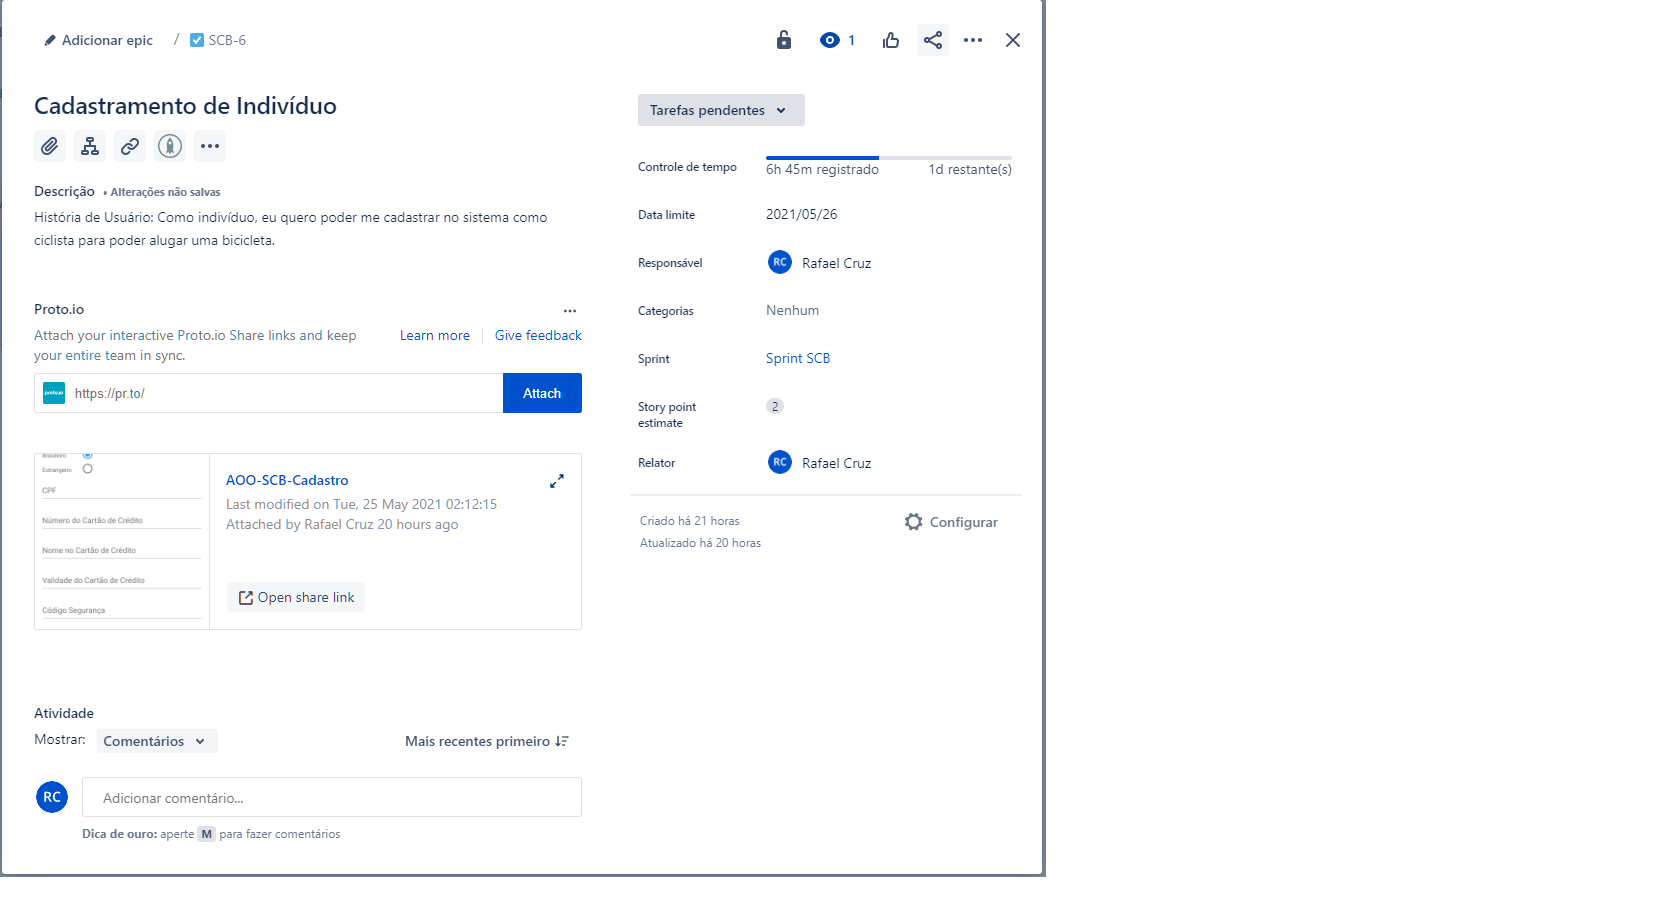 Adicionar epic / SCB-6
1
Cadastramento de Indivíduo
Descrição • Alterações não salvas
História de Usuário: Como indivíduo, eu quero poder me cadastrar no sistema como
ciclista para poder alugar uma bicicleta.
Proto.io
Attach your interactive Proto.io Share links and keep
your entire team in sync.
Learn more
Give feedback
proto.io
https://pr.to/
Attach
Brasileiro
Estrangeiro
CPF
Número do Cartão de Crédito
Nome no Cartão de Crédito
Validade do Cartão de Crédito
Código Segurança
AOO-SCB-Cadastro
Last modified on Tue, 25 May 2021 02:12:15
Attached by Rafael Cruz 20 hours ago
Open share link
Atividade
Mostrar: Comentários
Mais recentes primeiro
RC
Adicionar comentário...
Dica de ouro: aperte M para fazer comentários
Tarefas pendentes
Controle de tempo
6h 45m registrado
1d restante(s)
Data limite
2021/05/26
Responsável
RC Rafael Cruz
Categorias
Nenhum
Sprint
Sprint SCB
Story point
estimate
2
Relator
RC Rafael Cruz
Criado há 21 horas
Atualizado há 20 horas
Configurar